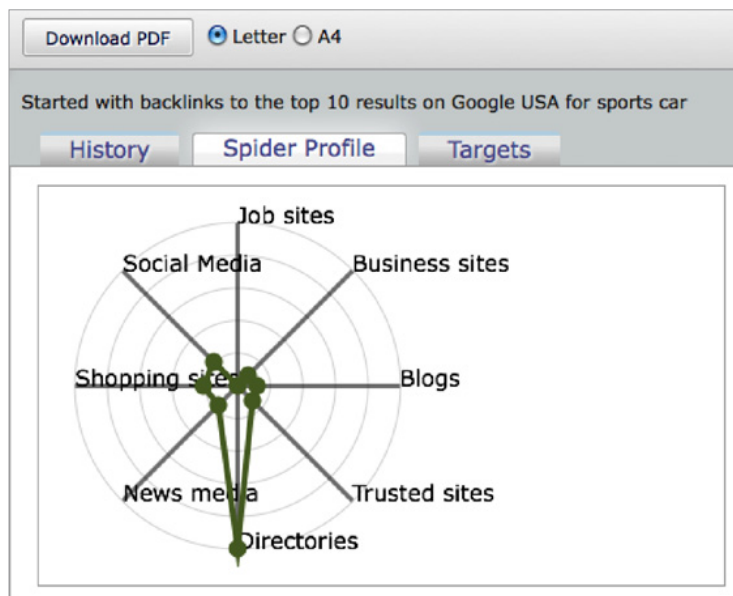 Download PDF Letter A4
Started with backlinks to the top 10 results on Google USA for sports car
History Spider Profile Targets
Job sites
Social Media Business sites
Shopping sites Blogs
News media Trusted sites
Directories